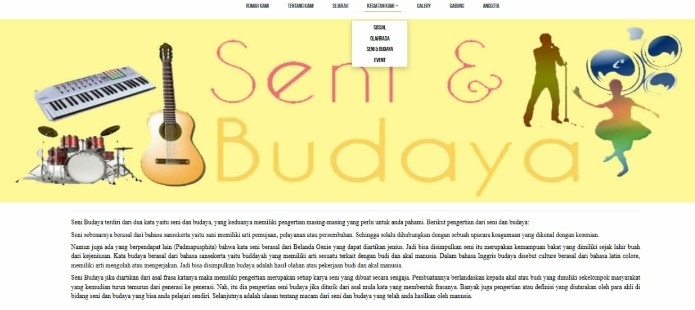 RUMAH KAMI TENTANG KAMI SEJARAH KEGIATAN KAMI GALERY GABUNG ANGGOTA
SOSIAL
OLAHRAGA
SENI & BUDAYA
EVENT
Seni &
Budaya
Seni Budaya terdiri dari dua kata yaitu seni dan budaya, yang keduanya memiliki pengertian masing-masing yang perlu untuk anda pahami. Berikut pengertian dari seni dan budaya:
Seni sebenarnya berasal dari bahasa sansekerta yaitu sani memiliki arti pemujaan, pelayanan atau persembahan. Sehingga selalu dihubungkan dengan sebuah upacara keagamaan yang dikenal dengan kesenian.
Namun juga ada yang berpendapat lain (Padmapusphita) bahwa kata seni berasal dari Belanda Genie yang dapat diartikan jenius. Jadi bisa disimpulkan seni itu merupakan kemampuan bakat yang dimiliki sejak lahir buah
dari kejeniusan. Kata budaya berasal dari bahasa sansekerta yaitu buddayah yang memiliki arti sesuatu terkait dengan budi dan akal manusia. Dalam bahasa Inggris budaya disebut culture berasal dari bahasa latin colore,
memiliki arti mengolah atau mengerjakan. Jadi bisa disimpulkan budaya adalah hasil olahan atau pekerjaan budi dan akal manusia.
Seni Budaya jika diartikan dari asal frasa katanya maka memiliki pengertian merupakan setiap karya seni yang dibuat secara sengaja. Pembuatannya berlandaskan kepada akal atau budi yang dimiliki sekelompok masyarakat
yang kemudian turun temurun dari generasi ke generasi. Nah, itu dia pengertian seni budaya jika ditarik dari asal mula kata yang membentuk frasanya. Banyak juga pengertian atau definisi yang diutarakan oleh para ahli di
bidang seni dan budaya yang bisa anda pelajari sendiri. Selanjutnya adalah ulasan tentang macam dari seni dan budaya yang telah anda hasilkan oleh manusia.